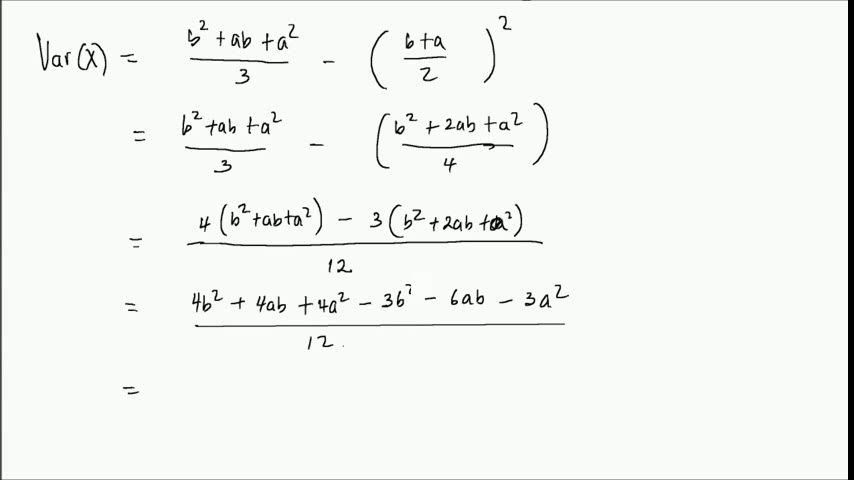 Var(X) = (b² + ab + a²)/3 - ((b+a)/2)²
= (b² + ab + a²)/3 - ((b² + 2ab + a²)/4)
= (4(b² + ab + a²) - 3(b² + 2ab + a²))/12
= (4b² + 4ab + 4a² - 3b² - 6ab - 3a²)/12
=